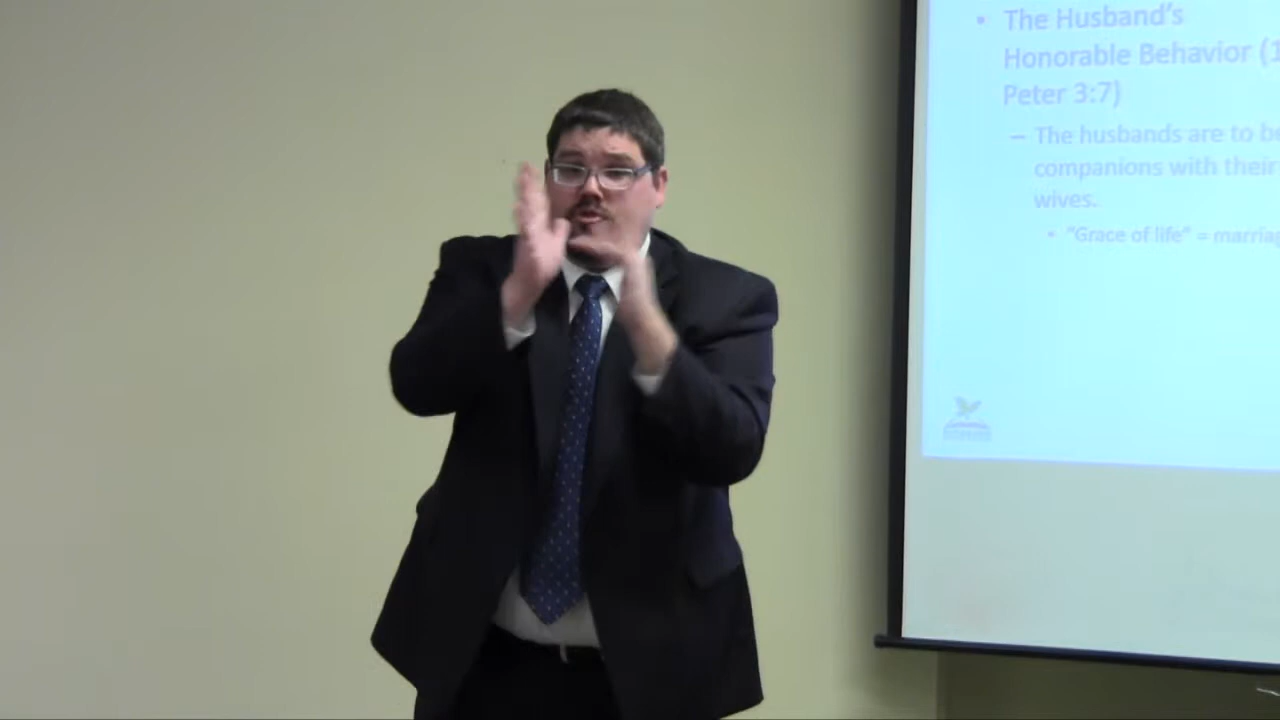 • The Husband's
Honorable Behavior (1
Peter 3:7)
– The husbands are to be
companions with their
wives.
• "Grace of life" =